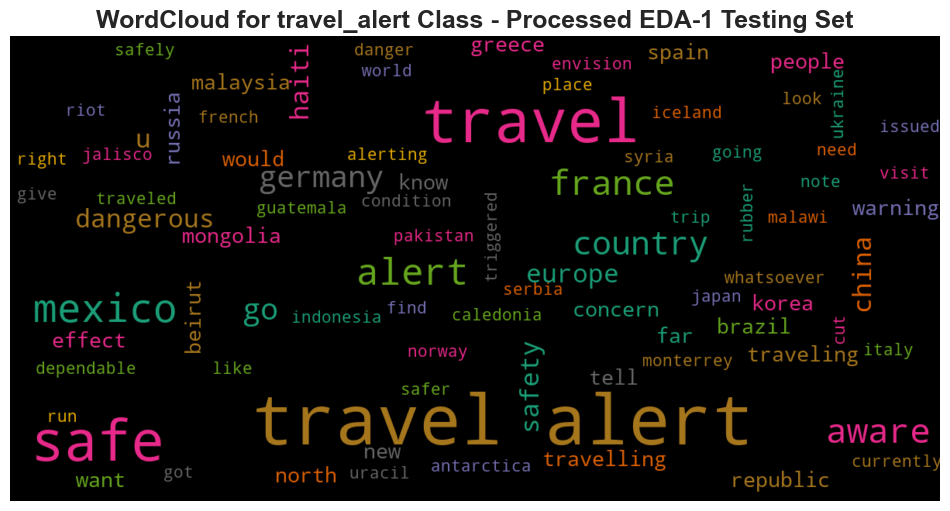 WordCloud for travel_alert Class - Processed EDA-1 Testing Set
safely
danger
greece
spain
people
world
envision
malaysia
haiti
place
look
ukraine
riot
french
russia
iceland
issued
travel
u
right
jalisco
would
alerting
syria
going
need
visit
germany
know
france
note
give
traveled
condition
dangerous
guatemala
triggered
trip
rubber
malawi
warning
mongolia
pakistan
country
alert
europe
whatsoever
china
serbia
japan
korea
mexico
beirut
go
indonesia
find
caledonia
concern
brazil
cut
effect
far
norway
monterrey
traveling
italy
dependable
like
safety
tell
safer
run
travel alert
safe
aware
new
travelling
want
got
north
uracil
antarctica
republic
currently